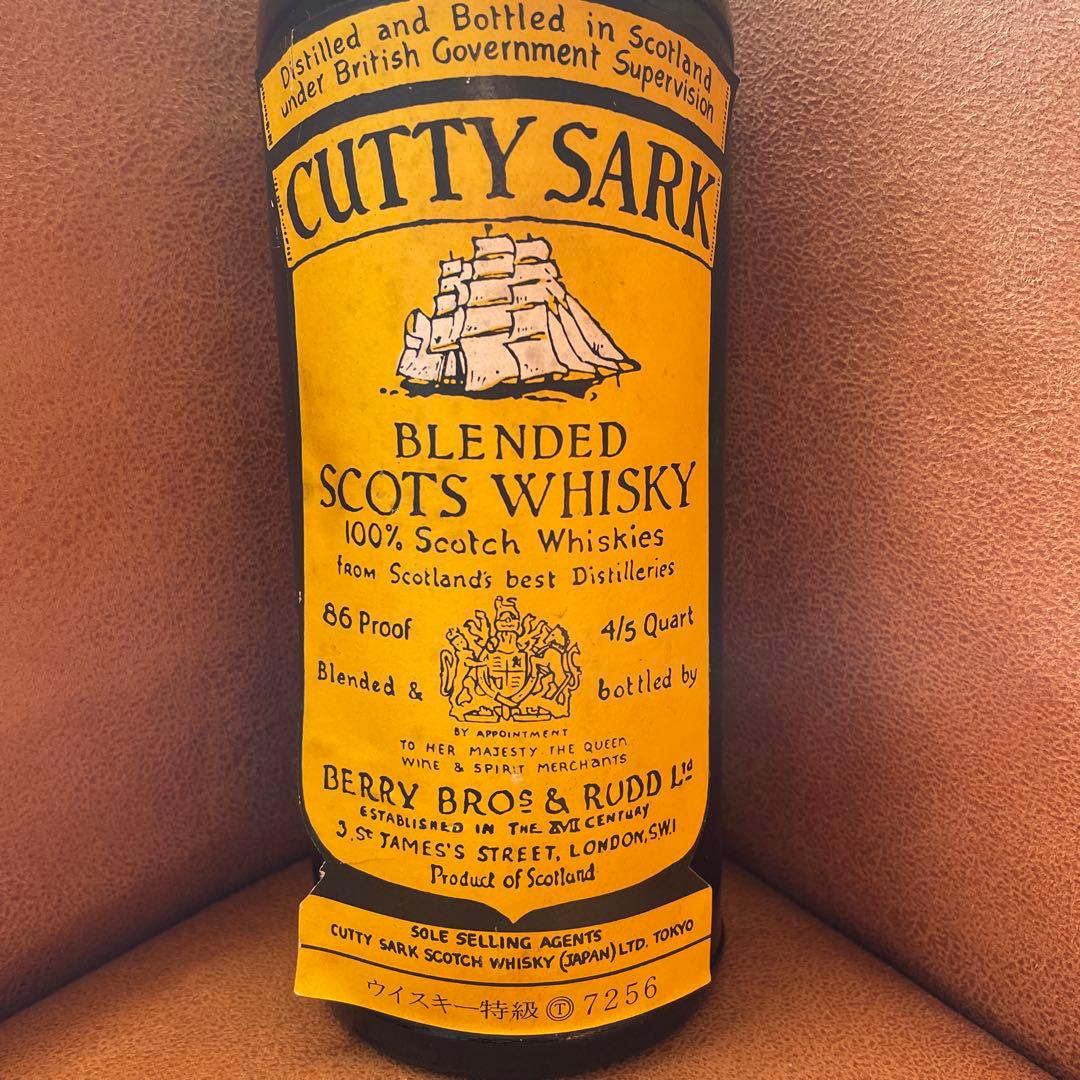 Distilled and Bottled in Scotland
under British Government Supervision
CUTTY SARK
BLENDED
SCOTS WHISKY
100% Scotch Whiskies
FROM Scotland's best Distilleries
86 Proof 4/5 Quart
Blended & bottled by
BY APPOINTMENT
TO HER MAJESTY THE QUEEN
WINE & SPIRIT MERCHANTS
BERRY BROS & RUDD Ltd
ESTABLISHED IN THE XVII CENTURY
3, St JAMES'S STREET, LONDON, S.W.1
Product of Scotland
SOLE SELLING AGENTS
CUTTY SARK SCOTCH WHISKY (JAPAN) LTD. TOKYO
ウイスキー特級 Ⓣ 7256